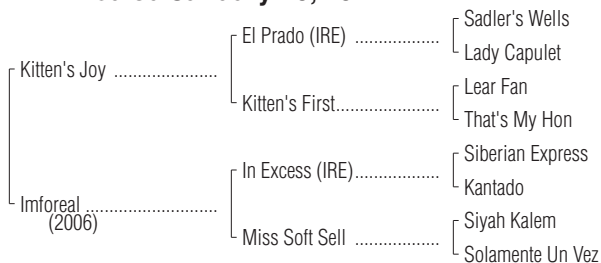 El Prado (IRE) ...................
Sadler's Wells
Lady Capulet
Kitten's Joy .......................
Kitten's First.......................
Lear Fan
That's My Hon
In Excess (IRE)...................
Siberian Express
Kantado
Imforeal .............................
(2006)
Miss Soft Sell ...................
Siyah Kalem
Solamente Un Vez